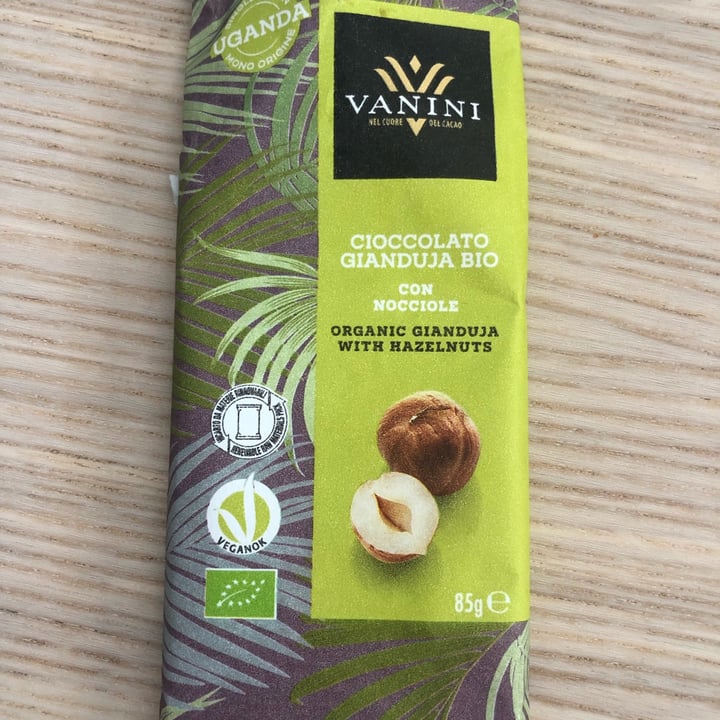 UGANDA
MONO ORIGINE
VANINI
NEL CUORE DEL CACAO
CIOCCOLATO
GIANDUJA BIO
CON
NOCCIOLE
ORGANIC GIANDUJA
WITH HAZELNUTS
VEGANOK
85g ℮